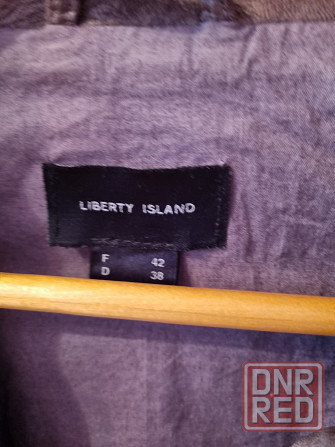 LIBERTY ISLAND
F 42
D 38
DNR
RED